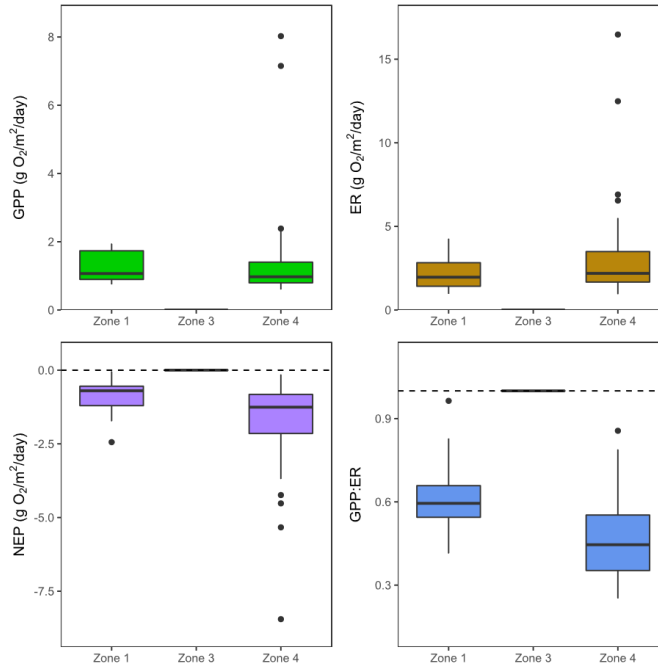 GPP (g O₂/m²/day)
8
6
4
2
0
Zone 1 Zone 3 Zone 4
ER (g O₂/m²/day)
15
10
5
0
Zone 1 Zone 3 Zone 4
NEP (g O₂/m²/day)
0.0
-2.5
-5.0
-7.5
Zone 1 Zone 3 Zone 4
GPP:ER
0.9
0.6
0.3
Zone 1 Zone 3 Zone 4